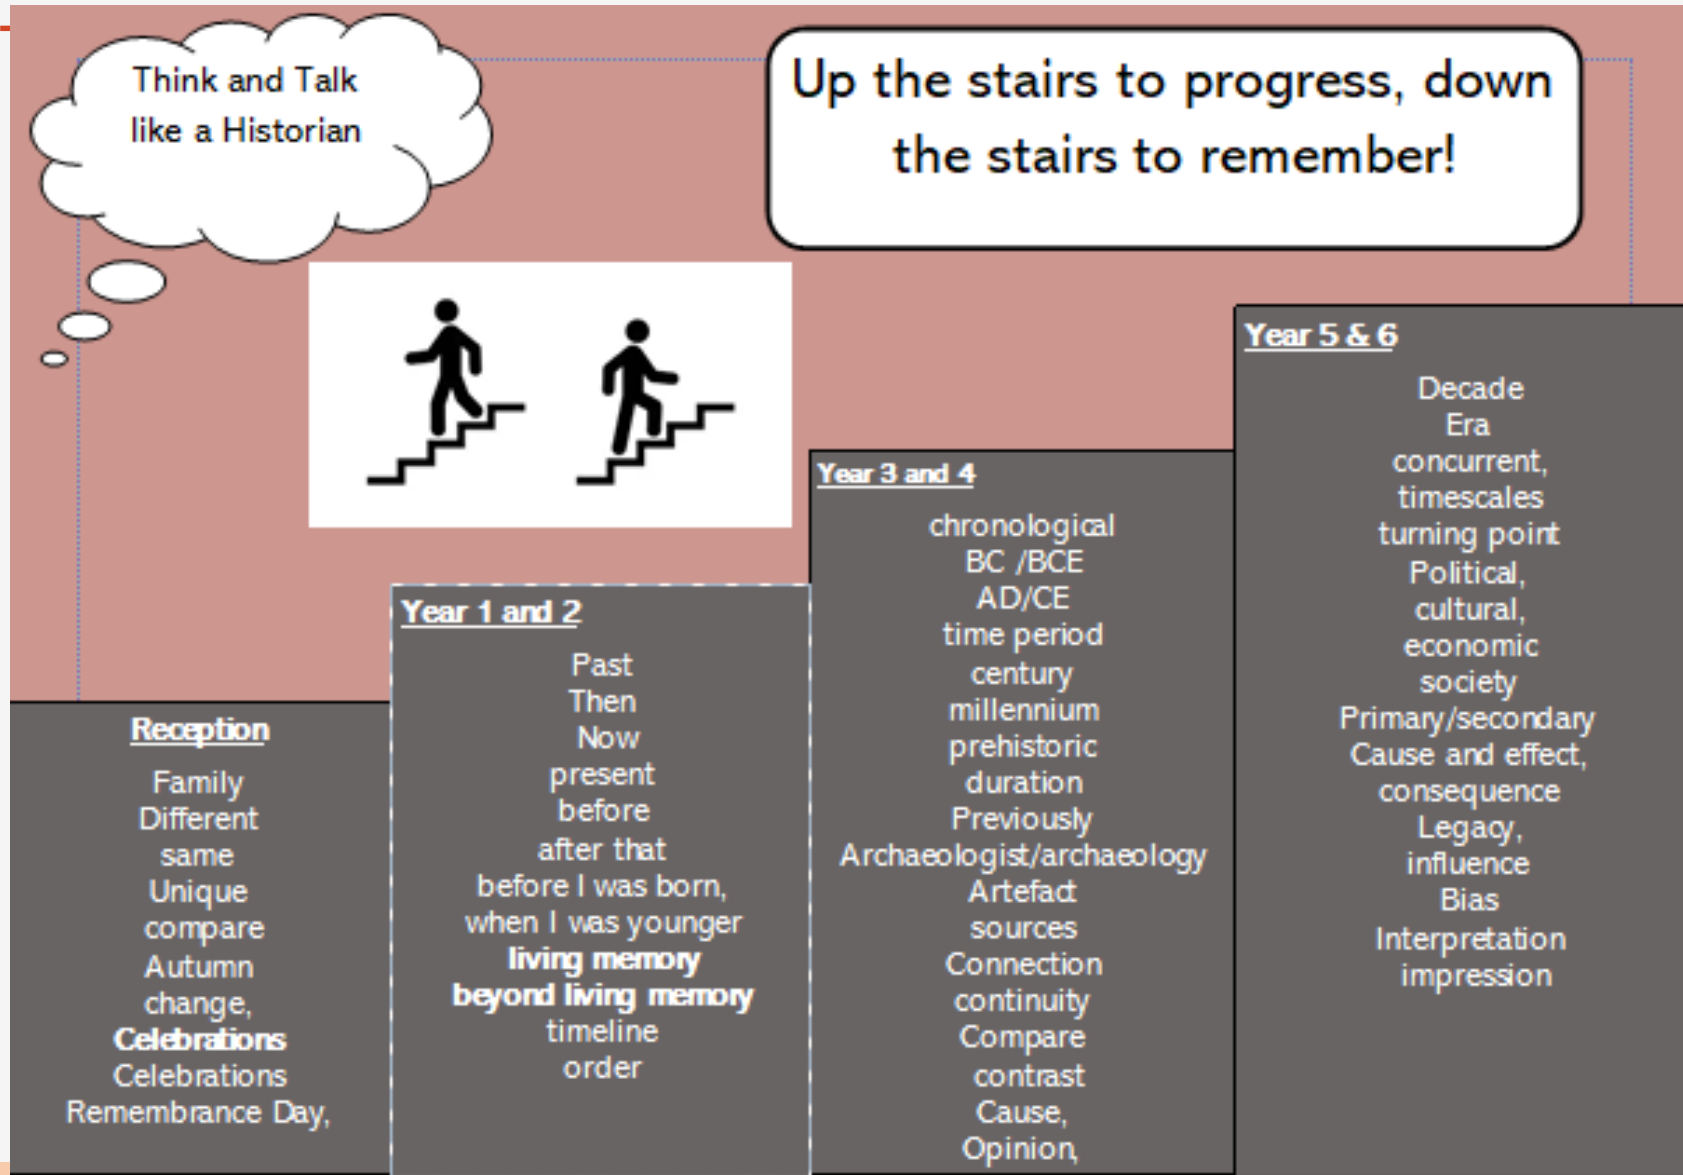 Think and Talk
like a Historian
Up the stairs to progress, down
the stairs to remember!
Reception
Family
Different
same
Unique
compare
Autumn
change,
Celebrations
Celebrations
Remembrance Day,
Year 1 and 2
Past
Then
Now
present
before
after that
before I was born,
when I was younger
living memory
beyond living memory
timeline
order
Year 3 and 4
chronological
BC /BCE
AD/CE
time period
century
millennium
prehistoric
duration
Previously
Archaeologist/archaeology
Artefact
sources
Connection
continuity
Compare
contrast
Cause,
Opinion,
Year 5 & 6
Decade
Era
concurrent,
timescales
turning point
Political,
cultural,
economic
society
Primary/secondary
Cause and effect,
consequence
Legacy,
influence
Bias
Interpretation
impression